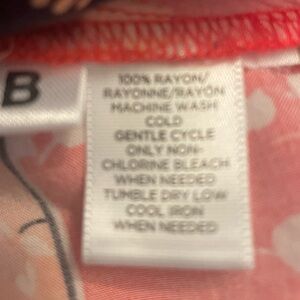 B
100% RAYON/
RAYONNE/RAYÓN
MACHINE WASH
COLD
GENTLE CYCLE
ONLY NON-
CHLORINE BLEACH
WHEN NEEDED
TUMBLE DRY LOW
COOL IRON
WHEN NEEDED